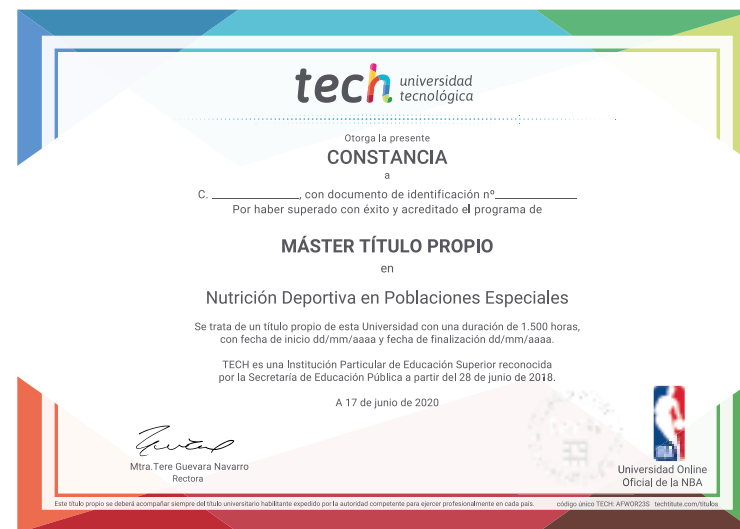 tech universidad
tecnológica
Otorga la presente
CONSTANCIA
a
C. ______________, con documento de identificación nº______________
Por haber superado con éxito y acreditado el programa de
MÁSTER TÍTULO PROPIO
en
Nutrición Deportiva en Poblaciones Especiales
Se trata de un título propio de esta Universidad con una duración de 1.500 horas,
con fecha de inicio dd/mm/aaaa y fecha de finalización dd/mm/aaaa.
TECH es una Institución Particular de Educación Superior reconocida
por la Secretaría de Educación Pública a partir del 28 de junio de 2018.
A 17 de junio de 2020
Mtra.Tere Guevara Navarro
Rectora
Universidad Online
Oficial de la NBA
Este título propio se deberá acompañar siempre del título universitario habilitante expedido por la autoridad competente para ejercer profesionalmente en cada país. código único TECH: AFWOR23S techtitute.com/titulos